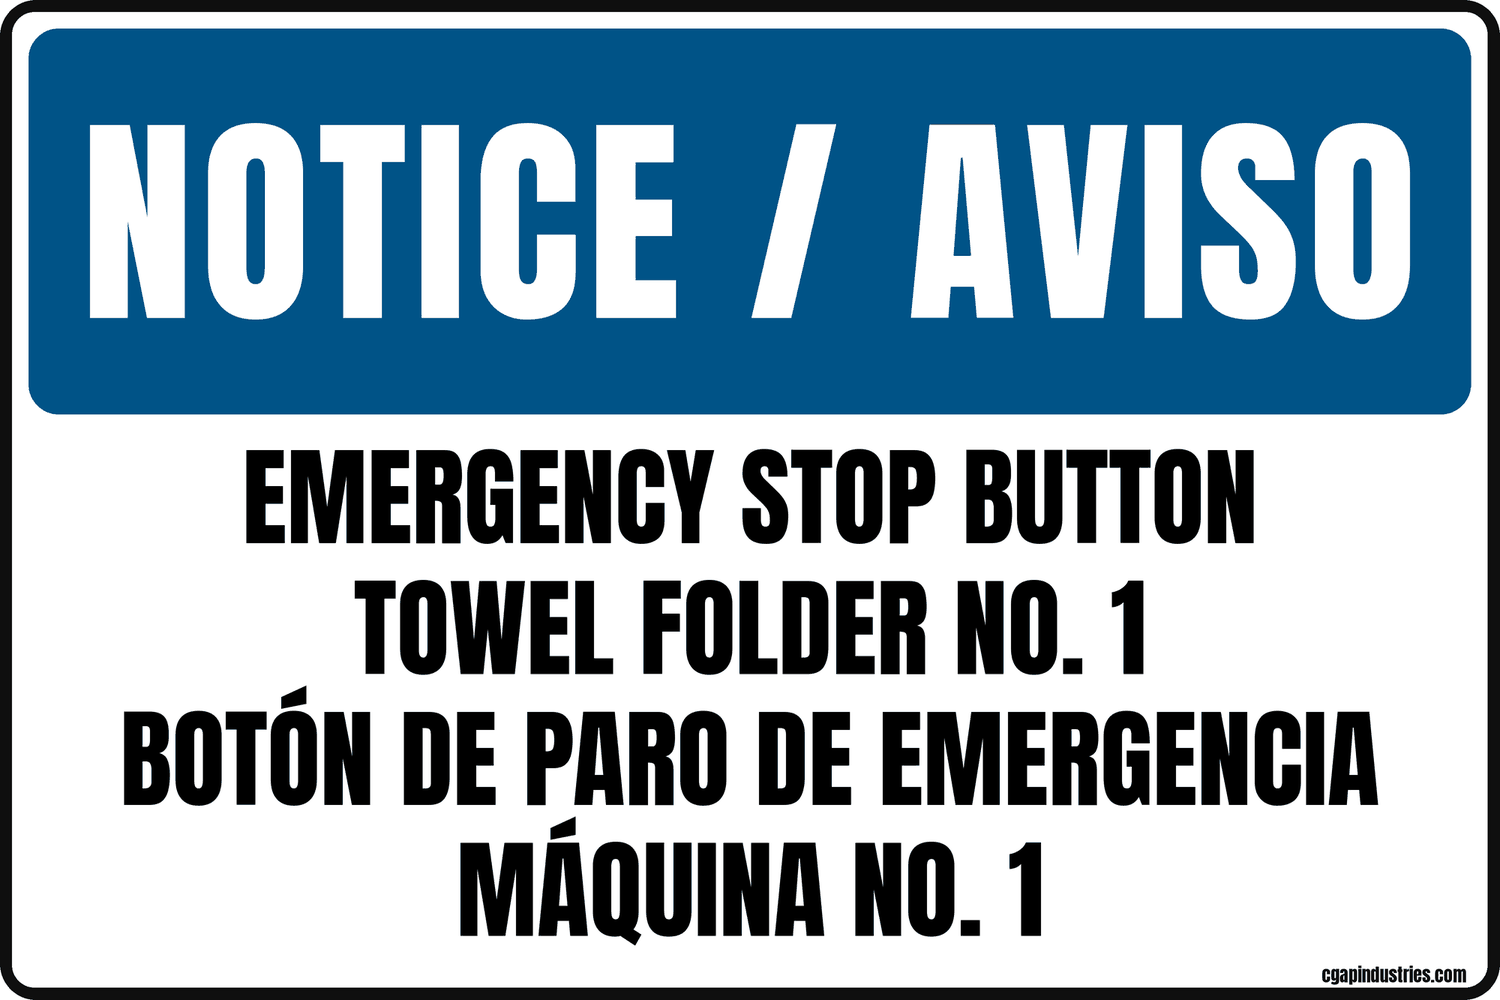 NOTICE / AVISO
EMERGENCY STOP BUTTON
TOWEL FOLDER NO. 1
BOTÓN DE PARO DE EMERGENCIA
MÁQUINA NO. 1
cgapindustries.com